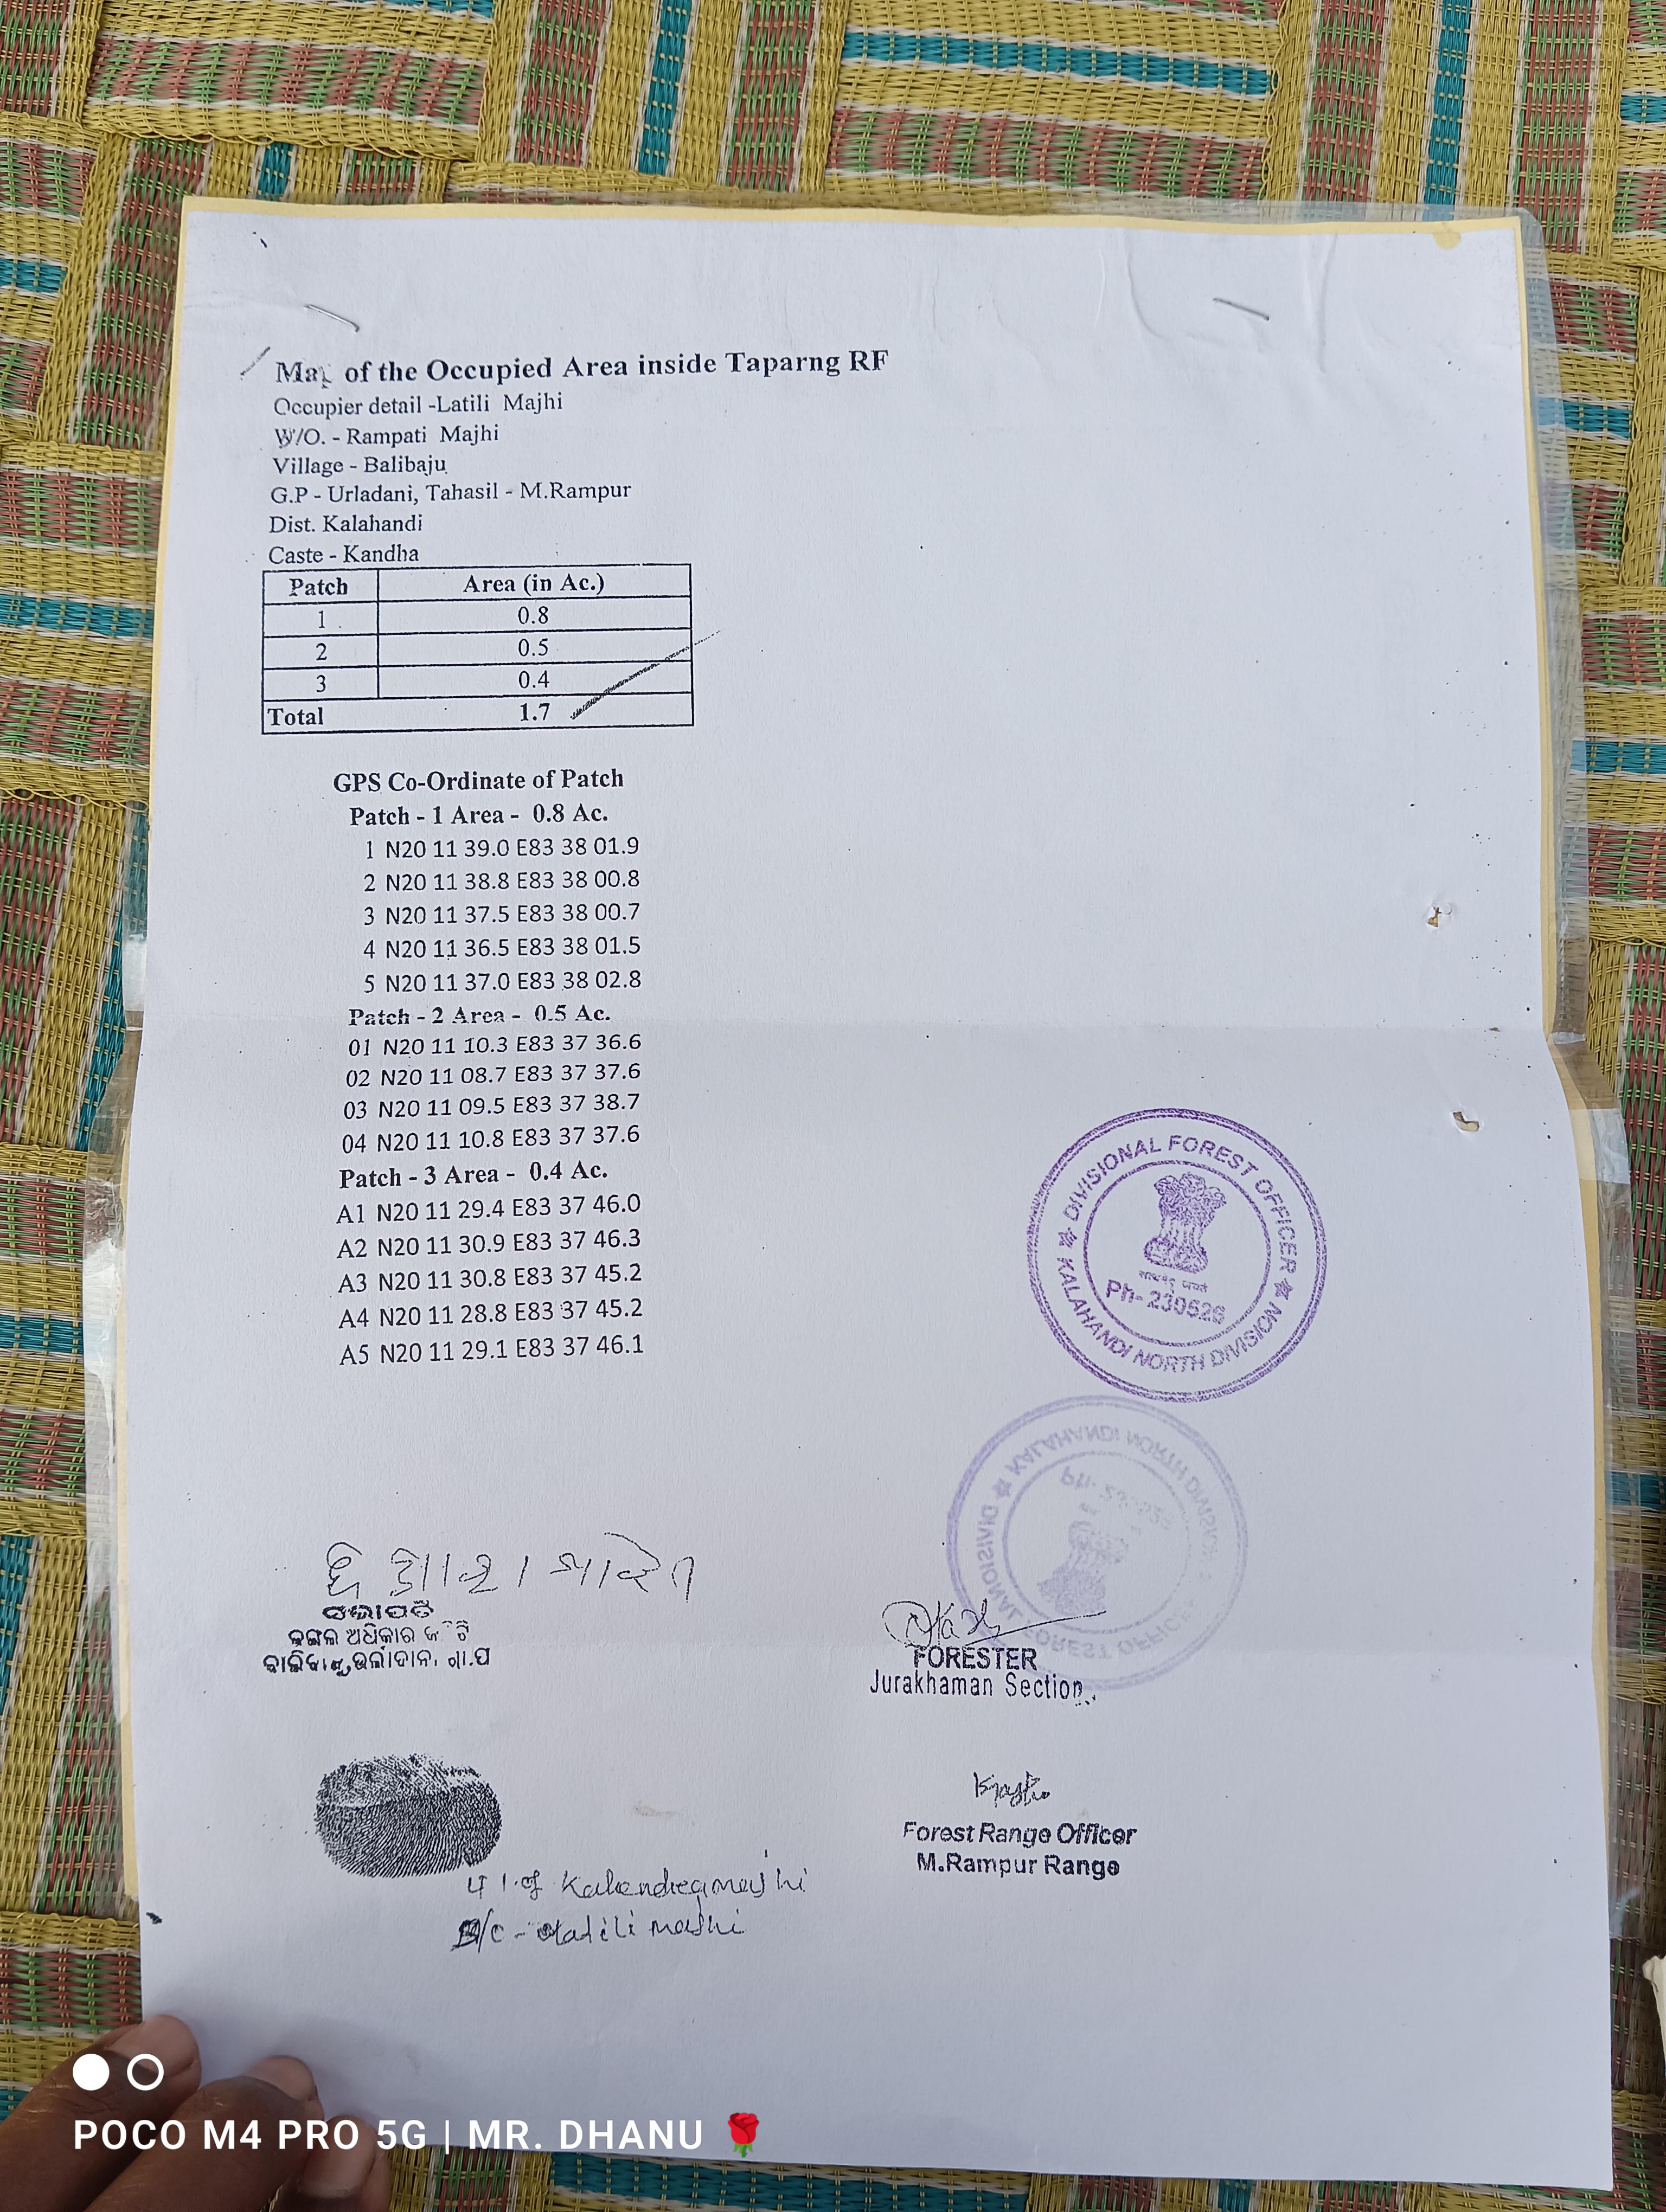 Map of the Occupied Area inside Taparng RF
Occupier detail -Latili Majhi
W/O. - Rampati Majhi
Village - Balibaju
G.P - Urladani, Tahasil - M.Rampur
Dist. Kalahandi
Caste - Kandha
Patch Area (in Ac.)
1 0.8
2 0.5
3 0.4
Total 1.7
GPS Co-Ordinate of Patch
Patch - 1 Area - 0.8 Ac.
1 N20 11 39.0 E83 38 01.9
2 N20 11 38.8 E83 38 00.8
3 N20 11 37.5 E83 38 00.7
4 N20 11 36.5 E83 38 01.5
5 N20 11 37.0 E83 38 02.8
Patch - 2 Area - 0.5 Ac.
01 N20 11 10.3 E83 37 36.6
02 N20 11 08.7 E83 37 37.6
03 N20 11 09.5 E83 37 38.7
04 N20 11 10.8 E83 37 37.6
Patch - 3 Area - 0.4 Ac.
A1 N20 11 29.4 E83 37 46.0
A2 N20 11 30.9 E83 37 46.3
A3 N20 11 30.8 E83 37 45.2
A4 N20 11 28.8 E83 37 45.2
A5 N20 11 29.1 E83 37 46.1
DIVISIONAL FOREST OFFICER
KALAHANDI NORTH DIVISION
Ph- 230526
DIVISIONAL FOREST OFFICER
KALAHANDI NORTH DIVISION
ସଭାପତି
ଜଙ୍ଗଲ ଅଧିକାର
ଗ୍ରା.ପ
FORESTER
Jurakhaman Section
Forest Range Officer
M.Rampur Range
majhi
majhi
POCO M4 PRO 5G | MR. DHANU 🌹